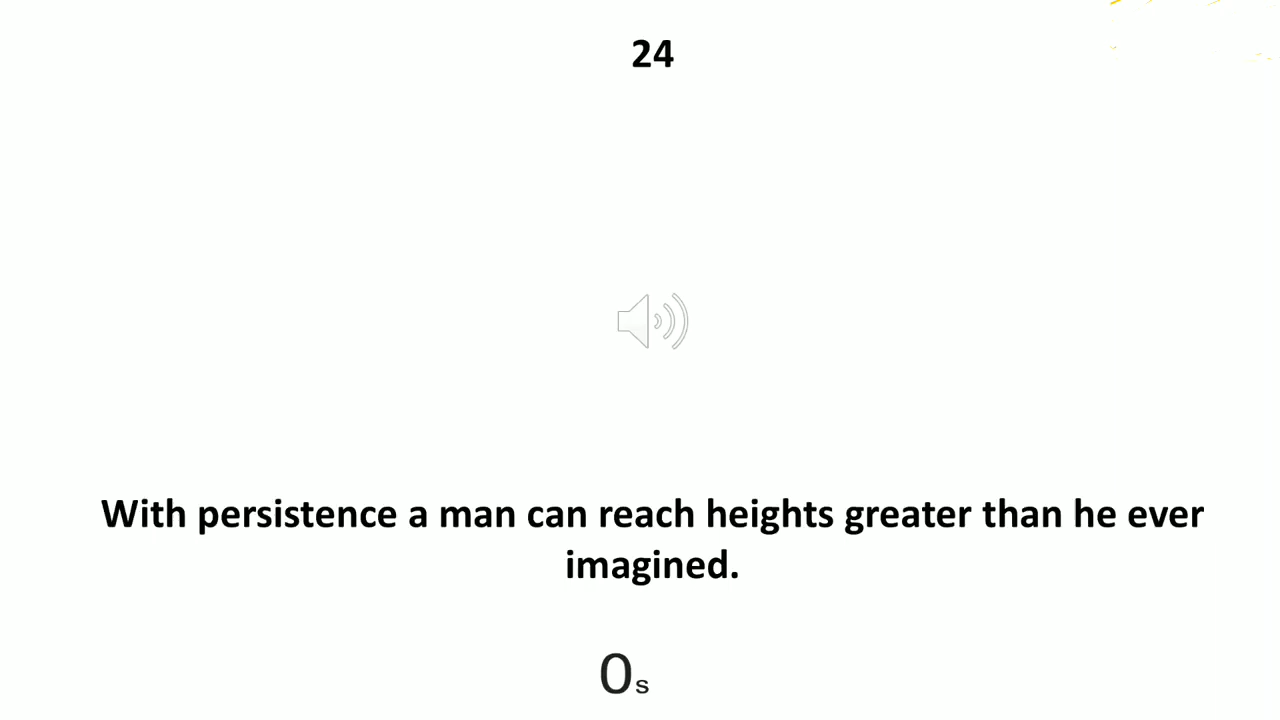 24
With persistence a man can reach heights greater than he ever
imagined.
0s